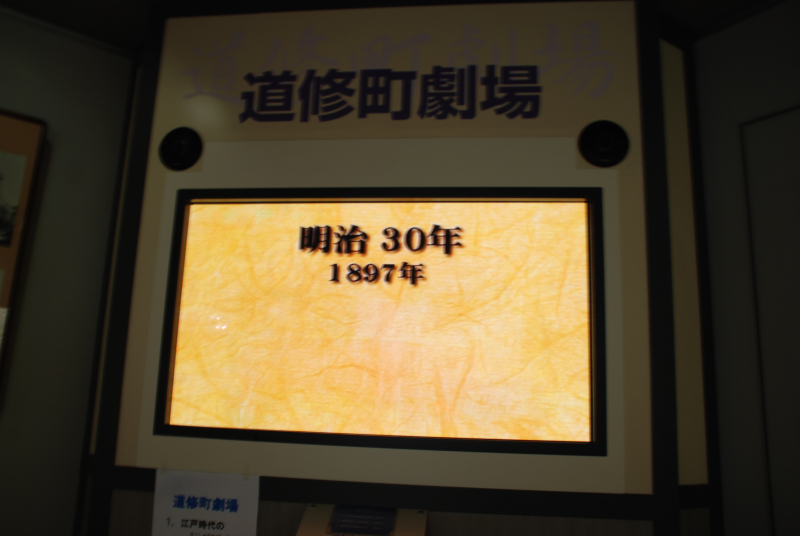 道修町劇場
明治 30年
1897年
道修町劇場
1. 江戸時代の